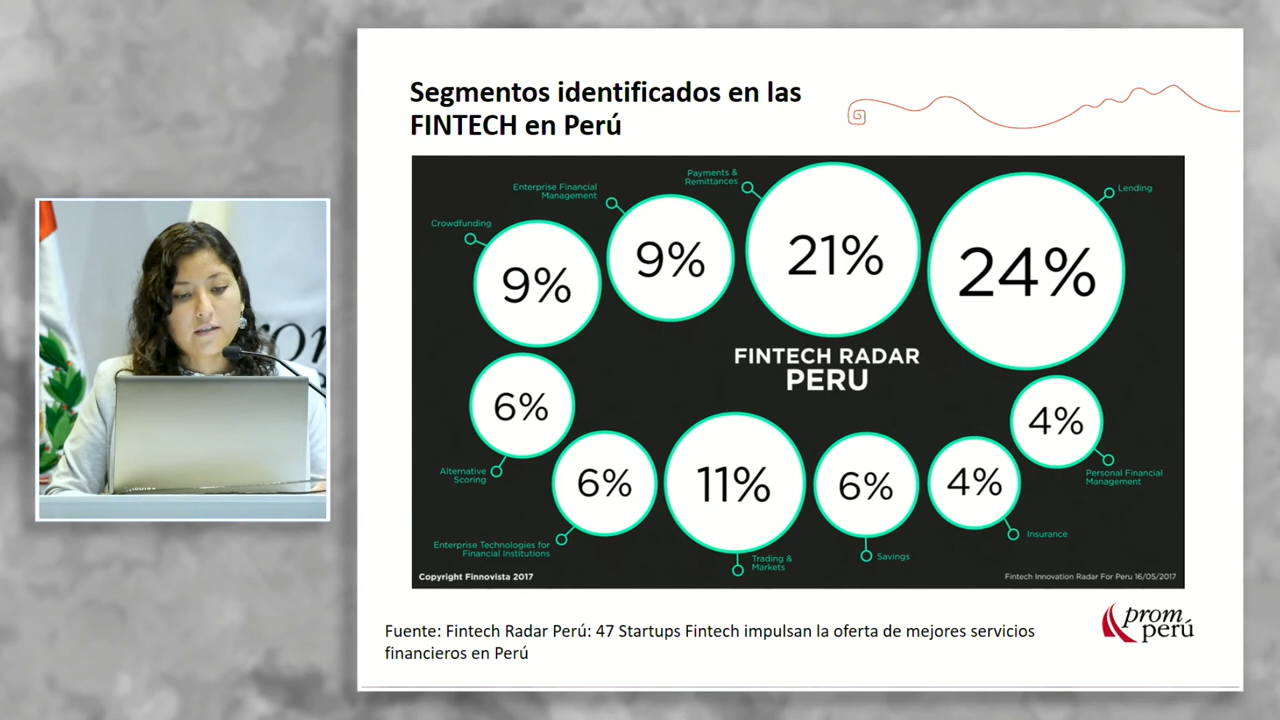 Segmentos identificados en las
FINTECH en Perú
Payments &
Remittances
Lending
Enterprise Financial
Management
Crowdfunding
9%
9%
21%
24%
FINTECH RADAR
PERU
6%
4%
Alternative
Scoring
6%
11%
6%
4%
Personal Financial
Management
Enterprise Technologies for
Financial Institutions
Trading &
Markets
Savings
Insurance
Copyright Finnovista 2017
Fintech Innovation Radar For Peru 16/05/2017
Fuente: Fintech Radar Perú: 47 Startups Fintech impulsan la oferta de mejores servicios
financieros en Perú
prom
perú